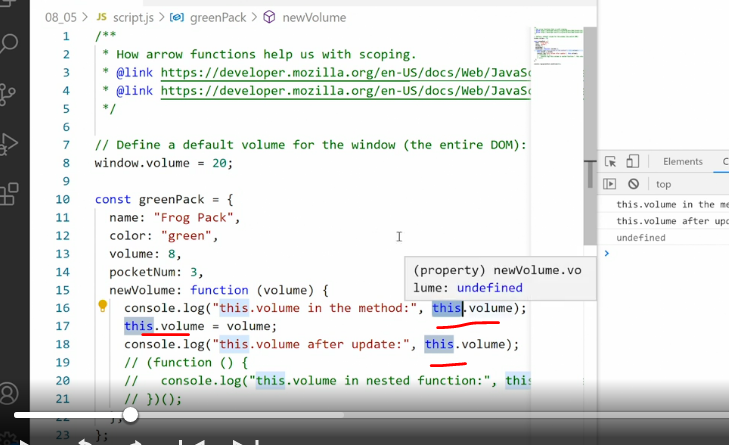 08_05 > JS script.js > greenPack > newVolume
1 /**
2 * How arrow functions help us with scoping.
3 * @link https://developer.mozilla.org/en-US/docs/Web/JavaSc
4 * @link https://developer.mozilla.org/en-US/docs/Web/JavaSc
5 */
6
7 // Define a default volume for the window (the entire DOM):
8 window.volume = 20;
9
10 const greenPack = {
11 name: "Frog Pack",
12 color: "green",
13 volume: 8,
14 pocketNum: 3,
15 newVolume: function (volume) {
16 console.log("this.volume in the method:", this.volume);
17 this.volume = volume;
18 console.log("this.volume after update:", this.volume);
19 // (function () {
20 //   console.log("this.volume in nested function:", this
21 // })();
22 },
23 };
(property) newVolume.vo
lume: undefined
Elements C
top
this.volume in the me
this.volume after upd
undefined